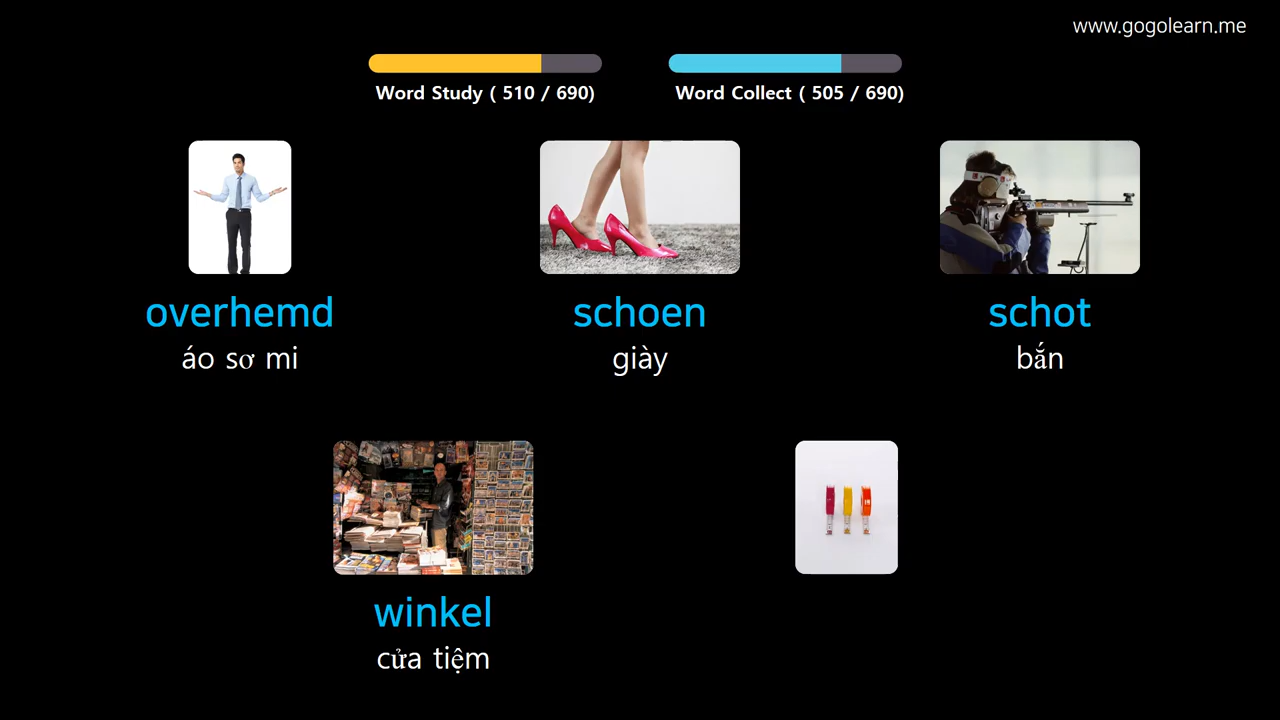 www.gogolearn.me
Word Study ( 510 / 690)
Word Collect ( 505 / 690)
overhemd
áo sơ mi
schoen
giày
schot
bắn
winkel
cửa tiệm